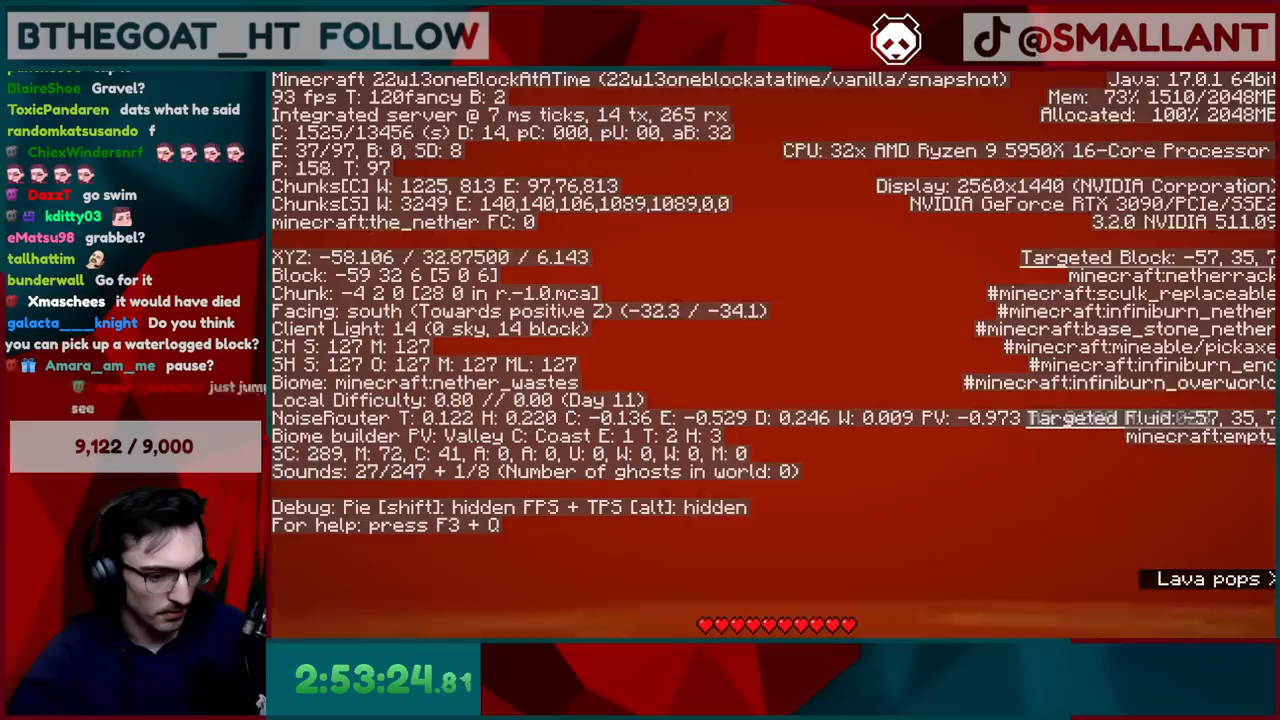 BTHEGOAT_HT FOLLOW
@SMALLANT
BlaireShoe Gravel?
ToxicPandaren dats what he said
randomkatsusando f
ChiexWindersnrf
DazzT go swim
kditty03
eMatsu98 grabbel?
tallhattim
bunderwall Go for it
Xmaschees it would have died
galacta___knight Do you think
you can pick up a waterlogged block?
Amara_am_me pause?
just jump
see
9,122 / 9,000
Minecraft 22w13oneBlockAtATime (22w13oneblockatatime/vanilla/snapshot)
93 fps T: 120fancy B: 2
Integrated server @ 7 ms ticks, 14 tx, 265 rx
C: 1525/13456 (s) D: 14, pC: 000, pU: 00, aB: 32
E: 37/97, B: 0, SD: 8
P: 158. T: 97
Chunks[C] W: 1225, 813 E: 97,76,813
Chunks[S] W: 3249 E: 140,140,106,1089,1089,0,0
minecraft:the_nether FC: 0
XYZ: -58.106 / 32.87500 / 6.143
Block: -59 32 6 [5 0 6]
Chunk: -4 2 0 [28 0 in r.-1.0.mca]
Facing: south (Towards positive Z) (-32.3 / -34.1)
Client Light: 14 (0 sky, 14 block)
CH S: 127 M: 127
SH S: 127 O: 127 M: 127 ML: 127
Biome: minecraft:nether_wastes
Local Difficulty: 0.80 // 0.00 (Day 11)
NoiseRouter T: 0.122 H: 0.220 C: -0.136 E: -0.529 D: 0.246 W: 0.009 PV: -0.973
Biome builder PV: Valley C: Coast E: 1 T: 2 H: 3
SC: 289, M: 72, C: 41, A: 0, A: 0, U: 0, W: 0, W: 0, M: 0
Sounds: 27/247 + 1/8 (Number of ghosts in world: 0)
Debug: Pie [shift]: hidden FPS + TPS [alt]: hidden
For help: press F3 + Q
Java: 17.0.1 64bit
Mem: 73% 1510/2048MB
Allocated: 100% 2048MB
CPU: 32x AMD Ryzen 9 5950X 16-Core Processor
Display: 2560x1440 (NVIDIA Corporation)
NVIDIA GeForce RTX 3090/PCIe/SSE2
3.2.0 NVIDIA 511.09
Targeted Block: -57, 35, 7
minecraft:netherrack
#minecraft:sculk_replaceable
#minecraft:infiniburn_nether
#minecraft:base_stone_nether
#minecraft:mineable/pickaxe
#minecraft:infiniburn_end
#minecraft:infiniburn_overworld
Targeted Fluid: -57, 35, 7
minecraft:empty
Lava pops
2:53:24.81